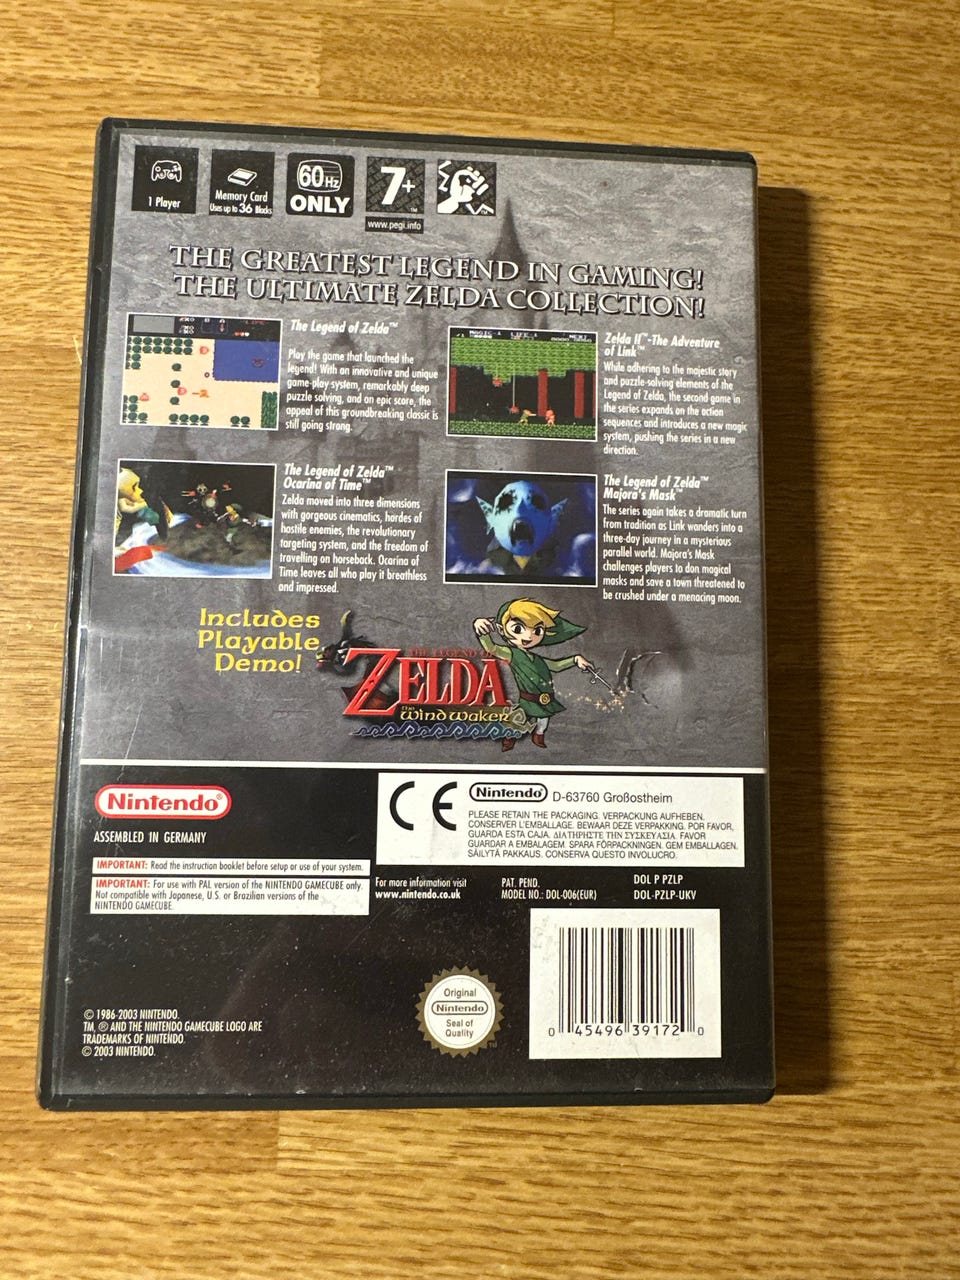 1 Player
Memory Card
Uses up to 36 Blocks
60Hz
ONLY
7+
™
www.pegi.info
THE GREATEST LEGEND IN GAMING!
THE ULTIMATE ZELDA COLLECTION!
The Legend of Zelda™
Play the game that launched the
legend! With an innovative and unique
game-play system, remarkably deep
puzzle solving, and an epic score, the
appeal of this groundbreaking classic is
still going strong.
Zelda II™-The Adventure
of Link™
While adhering to the majestic story
and puzzle-solving elements of the
Legend of Zelda, the second game in
the series expands on the action
sequences and introduces a new magic
system, pushing the series in a new
direction.
The Legend of Zelda™
Ocarina of Time™
Zelda moved into three dimensions
with gorgeous cinematics, hordes of
hostile enemies, the revolutionary
targeting system, and the freedom of
travelling on horseback. Ocarina of
Time leaves all who play it breathless
and impressed.
The Legend of Zelda™
Majora's Mask™
The series again takes a dramatic turn
from tradition as Link wanders into a
three-day journey in a mysterious
parallel world. Majora's Mask
challenges players to don magical
masks and save a town threatened to
be crushed under a menacing moon.
Includes
Playable
Demo!
THE LEGEND OF
ZELDA
The Wind Waker
Nintendo®
ASSEMBLED IN GERMANY
IMPORTANT: Read the instruction booklet before setup or use of your system.
IMPORTANT: For use with PAL version of the NINTENDO GAMECUBE only.
Not compatible with Japanese, U.S. or Brazilian versions of the
NINTENDO GAMECUBE.
CE
Nintendo® D-63760 Großostheim
PLEASE RETAIN THE PACKAGING. VERPACKUNG AUFHEBEN.
CONSERVER L'EMBALLAGE. BEWAAR DEZE VERPAKKING. POR FAVOR,
GUARDA ESTA CAJA. ΔΙΑΤΗΡΗΣΤΕ ΤΗΝ ΣΥΣΚΕΥΑΣΙΑ. FAVOR
GUARDAR A EMBALAGEM. SPARA FÖRPACKNINGEN. GEM EMBALLAGEN.
SÄILYTÄ PAKKAUS. CONSERVA QUESTO INVOLUCRO.
For more information visit
www.nintendo.co.uk
PAT. PEND.
MODEL NO.: DOL-006(EUR)
DOL P PZLP
DOL-PZLP-UKV
© 1986-2003 NINTENDO.
TM, ® AND THE NINTENDO GAMECUBE LOGO ARE
TRADEMARKS OF NINTENDO.
© 2003 NINTENDO.
Original
Nintendo
Seal of
Quality
™
0 45496 39172 0